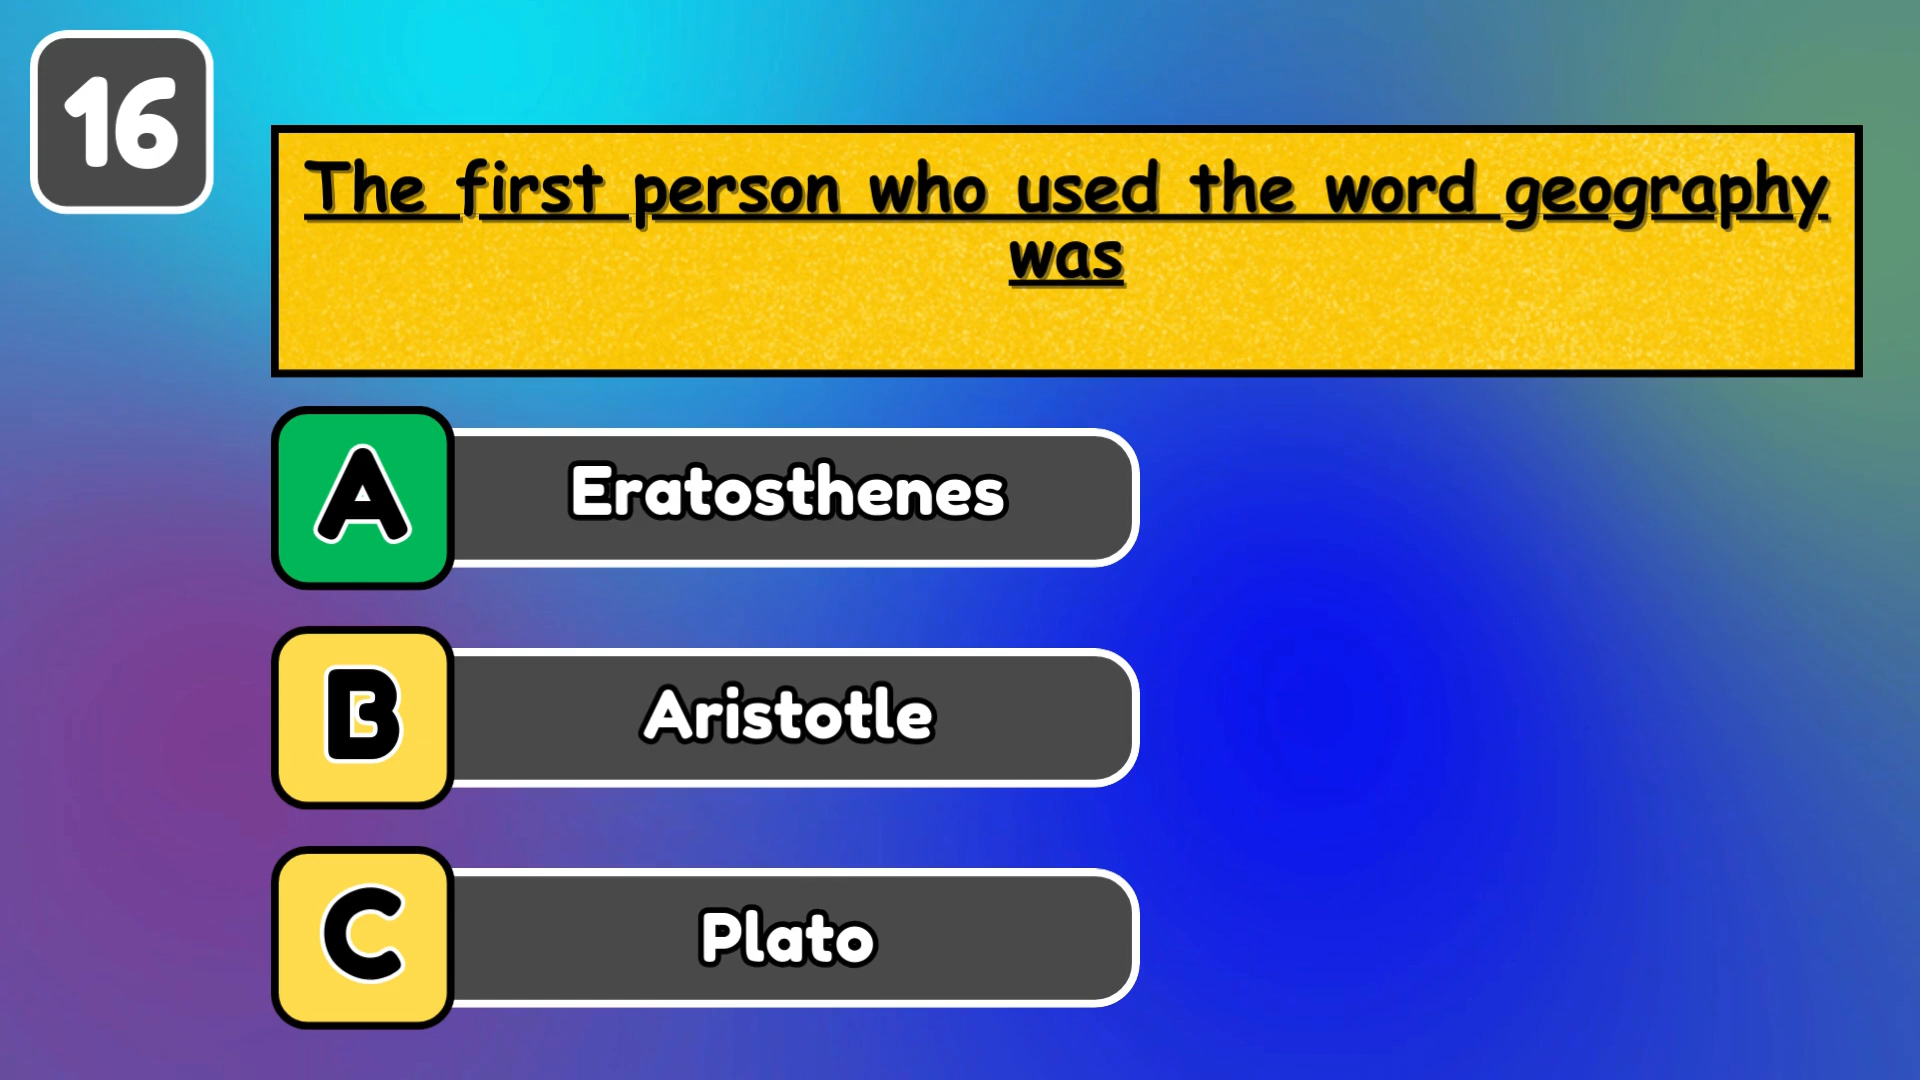 16
The first person who used the word geography
was
A
Eratosthenes
B
Aristotle
C
Plato